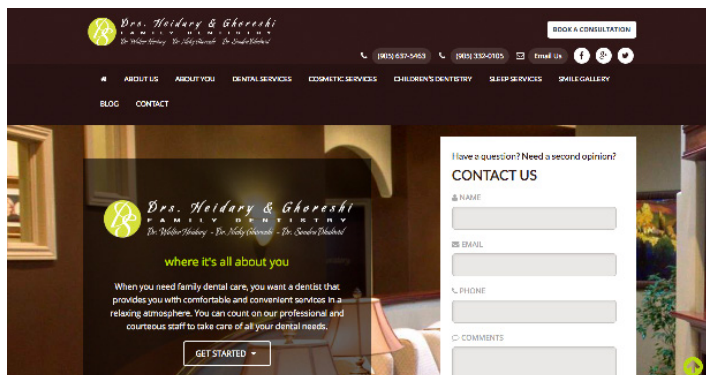 Drs. Heidary & Ghoreshi
FAMILY DENTISTRY
BOOK A CONSULTATION
(905) 637-5463 (905) 332-0105 Email Us
ABOUT US ABOUT YOU DENTAL SERVICES COSMETIC SERVICES CHILDREN'S DENTISTRY SLEEP SERVICES SMILE GALLERY
BLOG CONTACT
Drs. Heidary & Ghoreshi
FAMILY DENTISTRY
where it's all about you
When you need family dental care, you want a dentist that
provides you with comfortable and convenient services in a
relaxing atmosphere. You can count on our professional and
courteous staff to take care of all your dental needs.
GET STARTED
Have a question? Need a second opinion?
CONTACT US
NAME
EMAIL
PHONE
COMMENTS